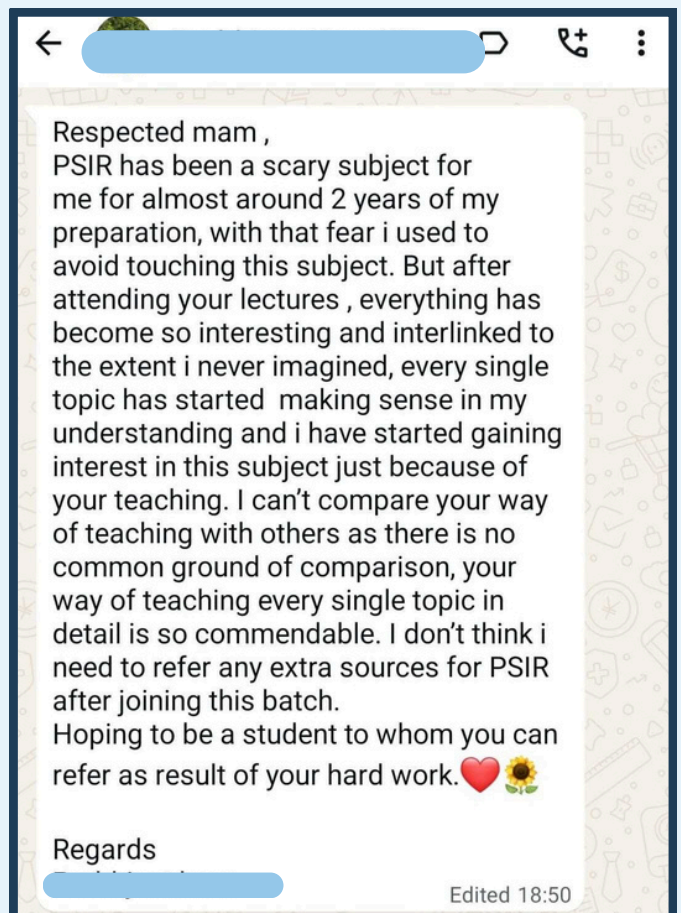 Respected mam ,
PSIR has been a scary subject for
me for almost around 2 years of my
preparation, with that fear i used to
avoid touching this subject. But after
attending your lectures , everything has
become so interesting and interlinked to
the extent i never imagined, every single
topic has started  making sense in my
understanding and i have started gaining
interest in this subject just because of
your teaching. I can't compare your way
of teaching with others as there is no
common ground of comparison, your
way of teaching every single topic in
detail is so commendable. I don't think i
need to refer any extra sources for PSIR
after joining this batch.
Hoping to be a student to whom you can
refer as result of your hard work.❤️🌻
Regards
Edited 18:50